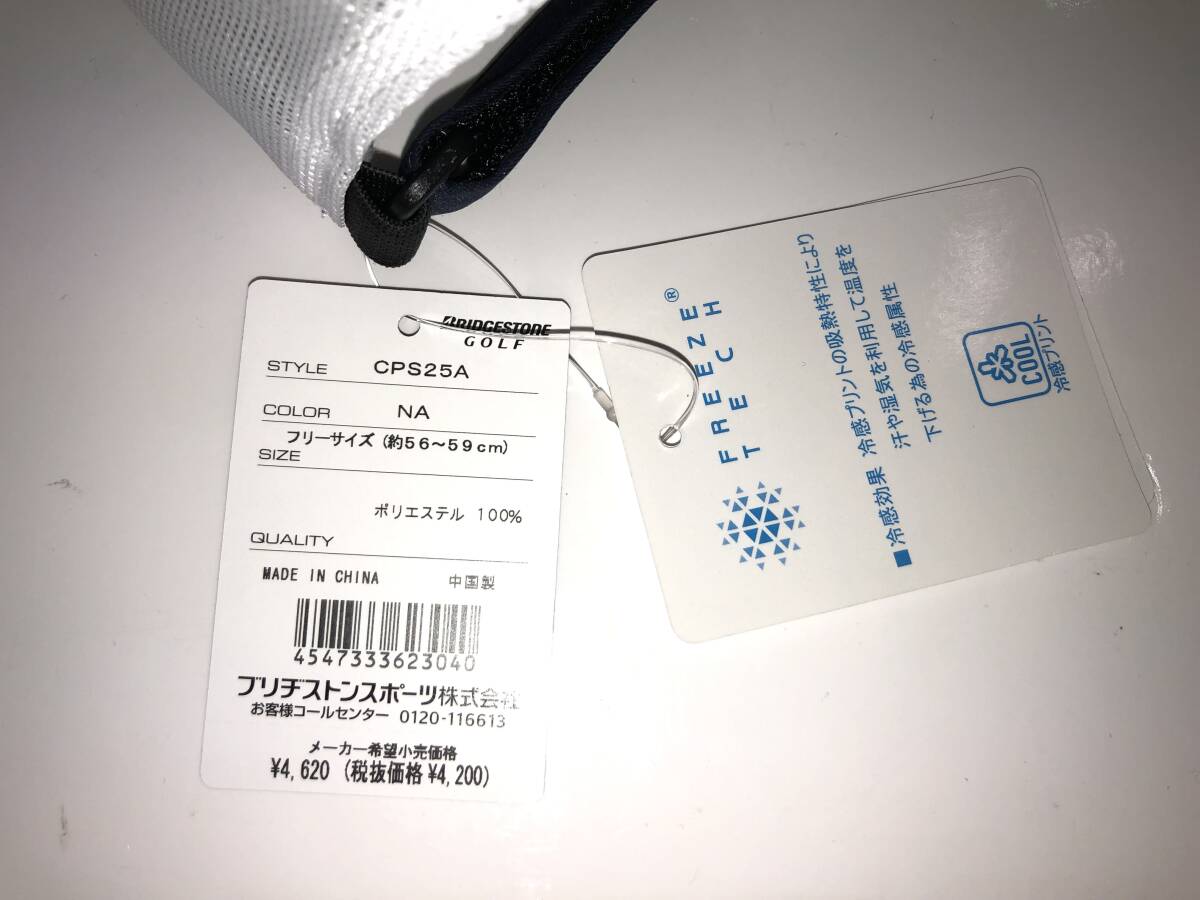 BRIDGESTONE
GOLF
STYLE CPS25A
COLOR NA
フリーサイズ (約56~59cm)
SIZE
ポリエステル 100%
QUALITY
MADE IN CHINA 中国製
4547333623040
ブリヂストンスポーツ株式会社
お客様コールセンター 0120-116613
メーカー希望小売価格
¥4,620 (税抜価格¥4,200)
FREEZE®
TECH
■冷感効果 冷感プリントの吸熱特性により
汗や湿気を利用して温度を
下げる為の冷感属性
COOL
冷感プリント